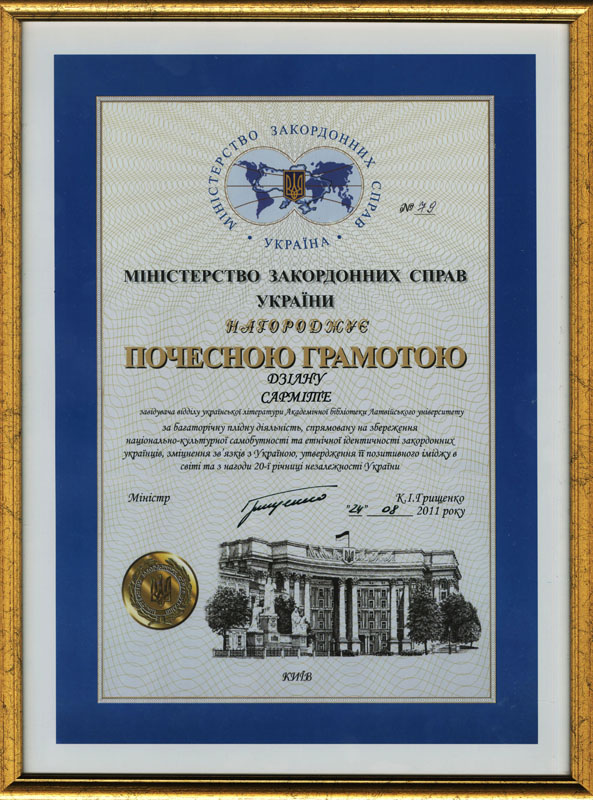 МІНІСТЕРСТВО ЗАКОРДОННИХ СПРАВ
• УКРАЇНА •
№ 79
МІНІСТЕРСТВО ЗАКОРДОННИХ СПРАВ
УКРАЇНИ
НАГОРОДЖУЄ
ПОЧЕСНОЮ ГРАМОТОЮ
ДЗІЛНУ
САРМІТЕ
завідувача відділу української літератури Академічної бібліотеки Латвійського університету
за багаторічну плідну діяльність, спрямовану на збереження
національно-культурної самобутності та етнічної ідентичності закордонних
українців, зміцнення зв'язків з Україною, утвердження її позитивного іміджу в
світі та з нагоди 20-ї річниці незалежності України
Міністр
К.І.Грищенко
"24" 08 2011 року
КИЇВ